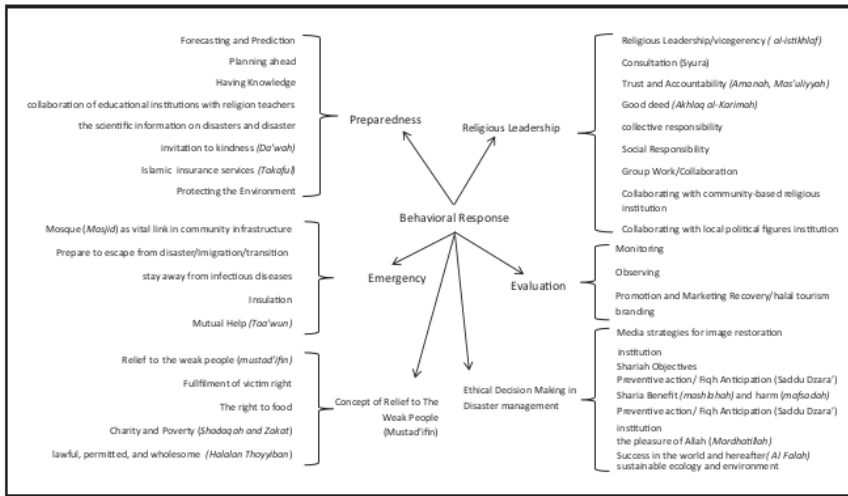 Forecasting and Prediction
Planning ahead
Having Knowledge
collaboration of educational institutions with religion teachers
the scientific information on disasters and disaster
invitation to kindness (Da'wah)
Islamic insurance services (Takaful)
Protecting the Environment
Preparedness
Religious Leadership
Religious Leadership/vicegerency ( al-istikhlaf)
Consultation (Syura)
Trust and Accountability (Amanah, Mas'uliyyah)
Good deed (Akhlaq al-Karimah)
collective responsibility
Social Responsibility
Group Work/Collaboration
Collaborating with community-based religious
institution
Collaborating with local political figures institution
Behavioral Response
Mosque (Masjid) as vital link in community infrastructure
Prepare to escape from disaster/Imigration/transition
stay away from infectious diseases
Insulation
Mutual Help (Taa'wun)
Emergency
Evaluation
Monitoring
Observing
Promotion and Marketing Recovery/halal tourism
branding
Relief to the weak people (mustad'ifin)
Fullfilment of victim right
The right to food
Charity and Poverty (Shadaqah and Zakat)
lawful, permitted, and wholesome (Halalan Thoyyiban)
Concept of Relief to The
Weak People
(Mustad'ifin)
Ethical Decision Making in
Disaster management
Media strategies for image restoration
institution
Shariah Objectives
Preventive action/ Fiqh Anticipation (Saddu Dzara')
Sharia Benefit (mashlahah) and harm (mafsadah)
Preventive action/ Fiqh Anticipation (Saddu Dzara')
institution
the pleasure of Allah (Mardhatillah)
Success in the world and hereafter( Al Falah)
sustainable ecology and environment